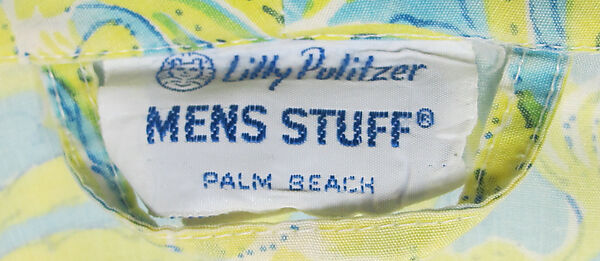 Lilly Pulitzer
MENS STUFF®
PALM BEACH